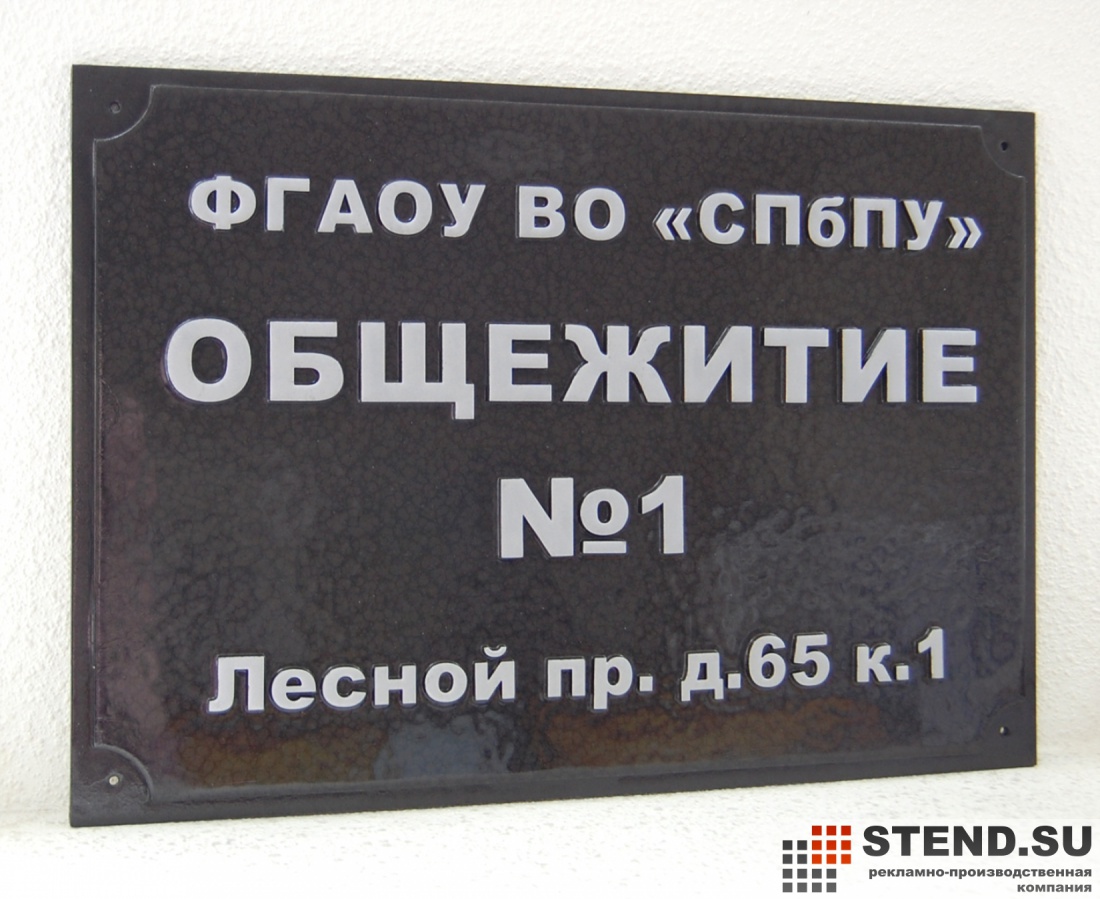 ФГАОУ ВО «СПбПУ»
ОБЩЕЖИТИЕ
№1
Лесной пр. д.65 к.1
STEND.SU
рекламно-производственная
компания